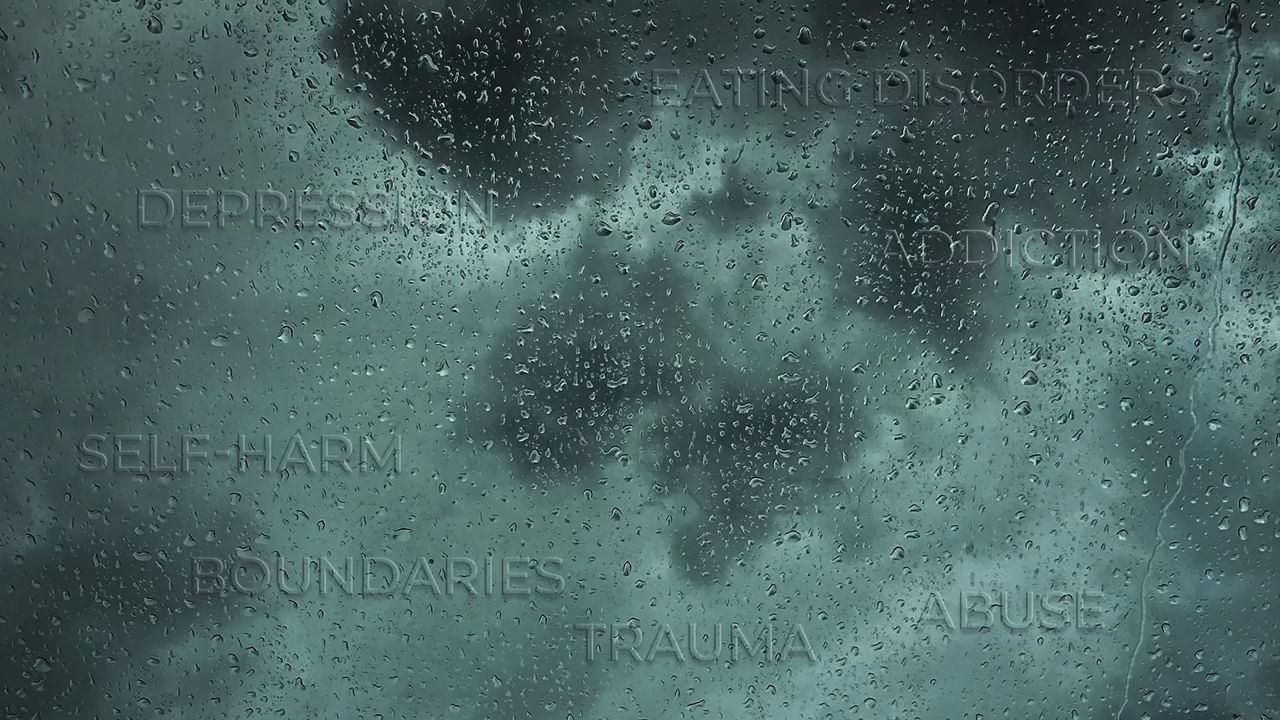 EATING DISORDERS
DEPRESSION
ADDICTION
SELF-HARM
BOUNDARIES
ABUSE
TRAUMA